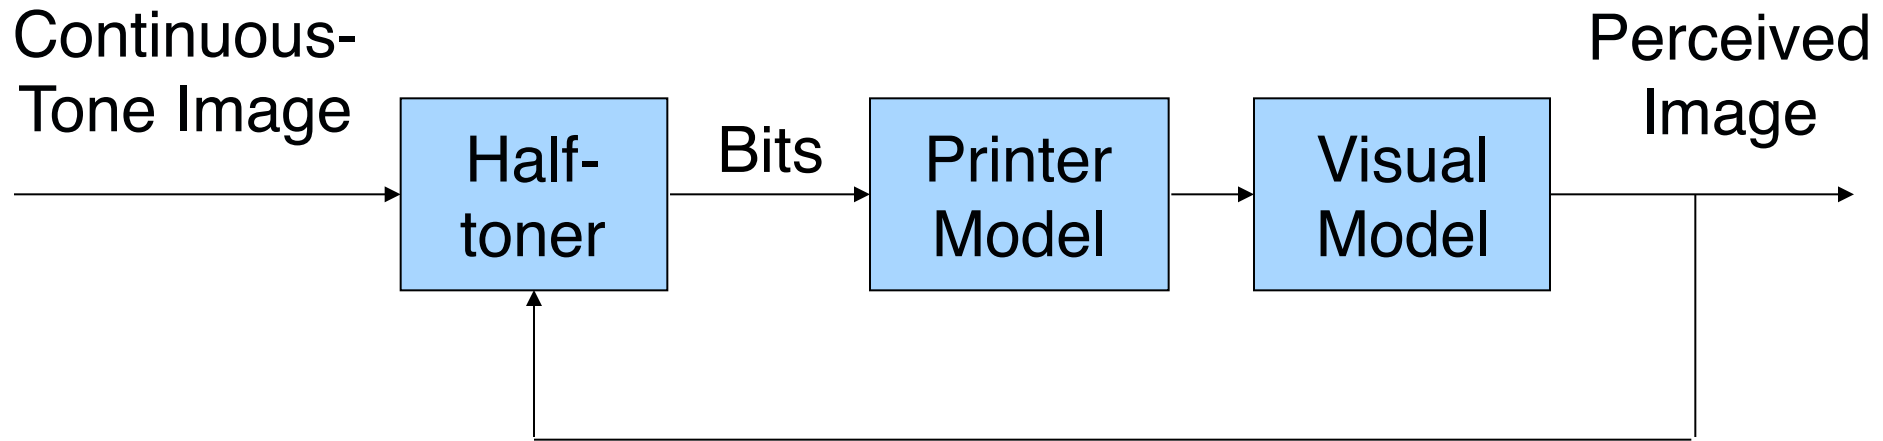 Continuous-
Tone Image
Half-
toner
Bits
Printer
Model
Visual
Model
Perceived
Image